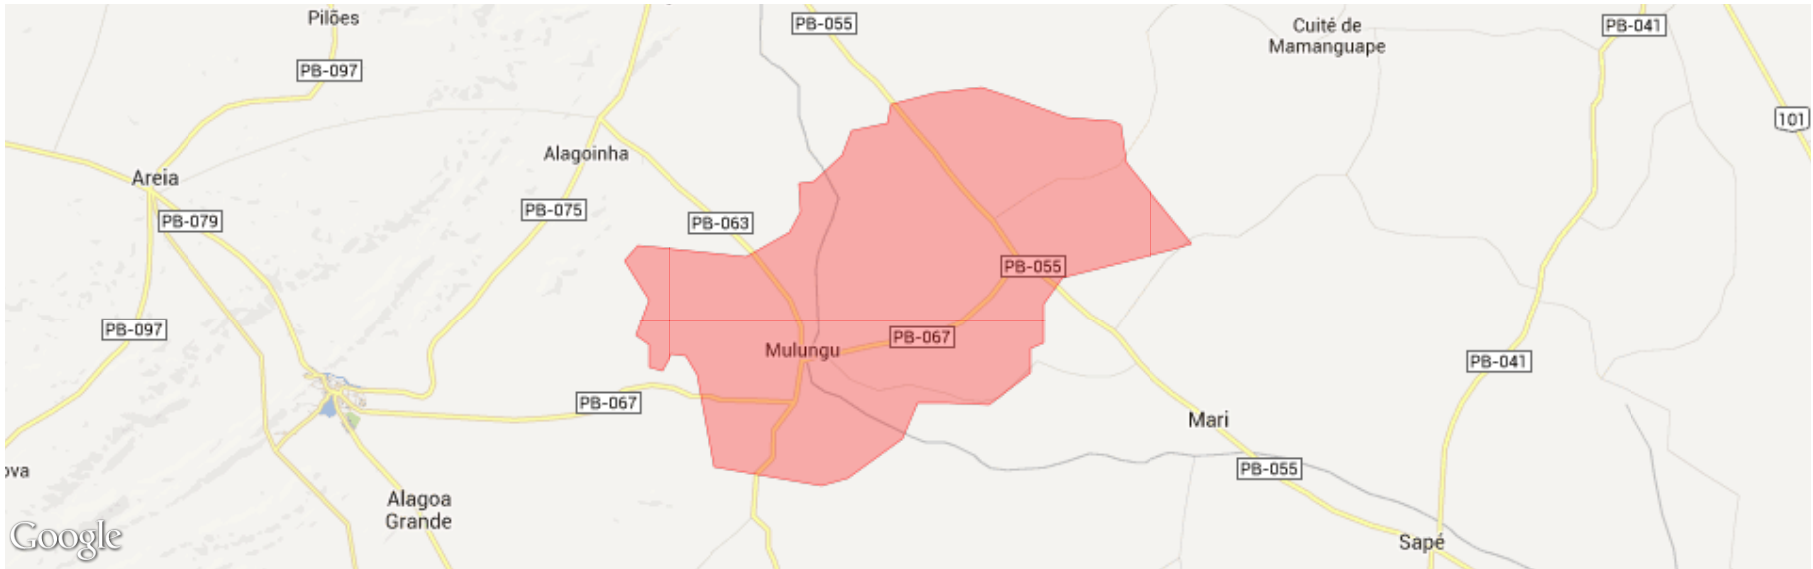 Pilões
PB-055
Cuité de
Mamanguape
PB-041
PB-097
101
Alagoinha
Areia
PB-079
PB-075
PB-063
PB-055
PB-097
PB-067
Mulungu
PB-041
PB-067
Mari
ova
PB-055
Alagoa
Grande
Google
Sapé